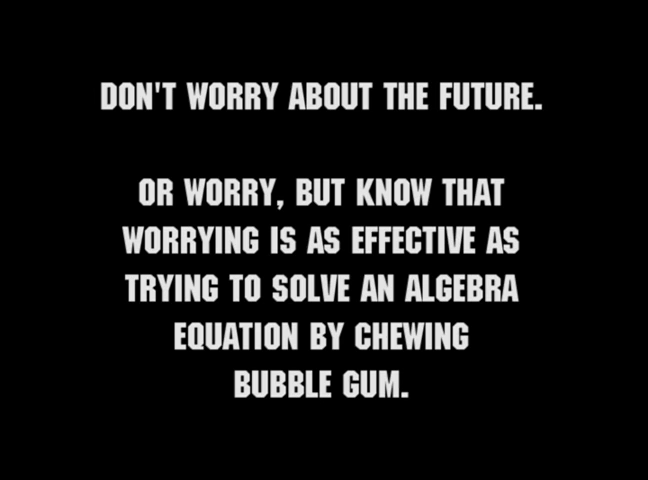 DON'T WORRY ABOUT THE FUTURE.
OR WORRY, BUT KNOW THAT
WORRYING IS AS EFFECTIVE AS
TRYING TO SOLVE AN ALGEBRA
EQUATION BY CHEWING
BUBBLE GUM.